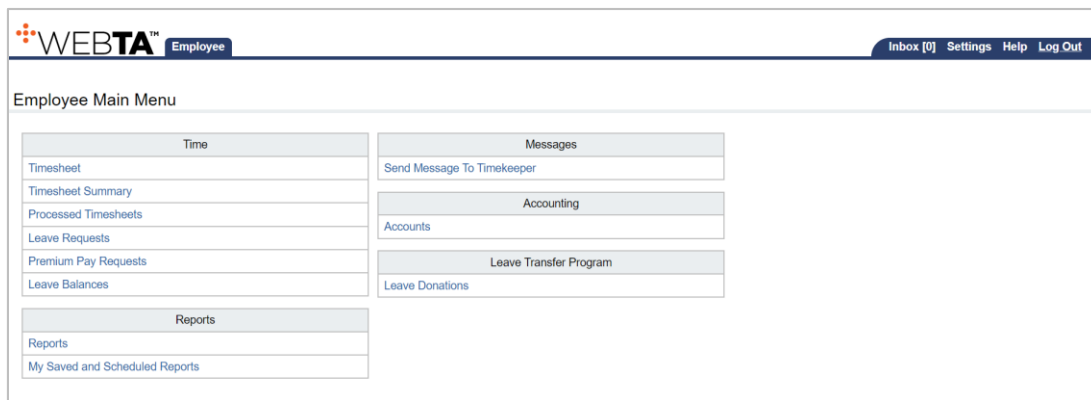 WEBTA™ Employee
Inbox [0] Settings Help Log Out
Employee Main Menu
Time
Timesheet
Timesheet Summary
Processed Timesheets
Leave Requests
Premium Pay Requests
Leave Balances
Reports
Reports
My Saved and Scheduled Reports
Messages
Send Message To Timekeeper
Accounting
Accounts
Leave Transfer Program
Leave Donations